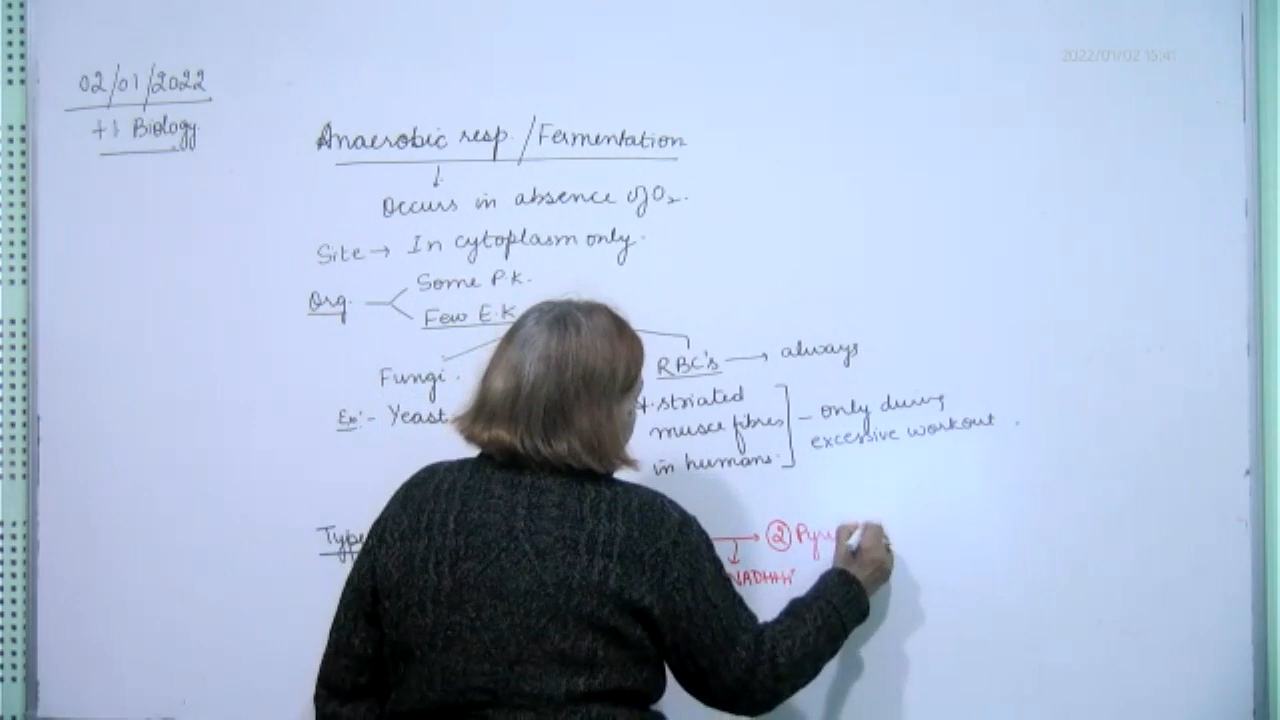 2022/01/02 15:41
02/01/2022
+1 Biology
Anaerobic resp. / Fermentation
↓
Occurs in absence of O₂.
Site → In cytoplasm only.
Org.
Some P.K.
Few E.K
Fungi.
RBC's → always
Ex:- Yeast
+ striated
musce fibres
in humans.
- only during
excessive workout.
Type
→ ② Pyru
NADH+H⁺